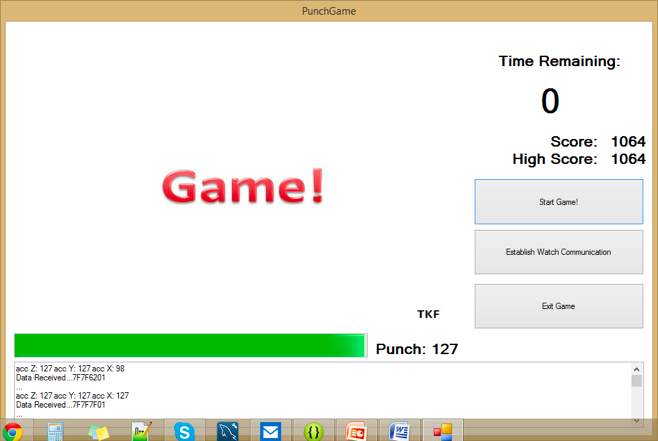 PunchGame
Time Remaining:
0
Score: 1064
High Score: 1064
Game!
Start Game!
Establish Watch Communication
Exit Game
TKF
Punch: 127
acc Z: 127 acc Y: 127 acc X: 98
Data Received...7F7F6201
...
acc Z: 127 acc Y: 127 acc X: 127
Data Received...7F7F7F01
...